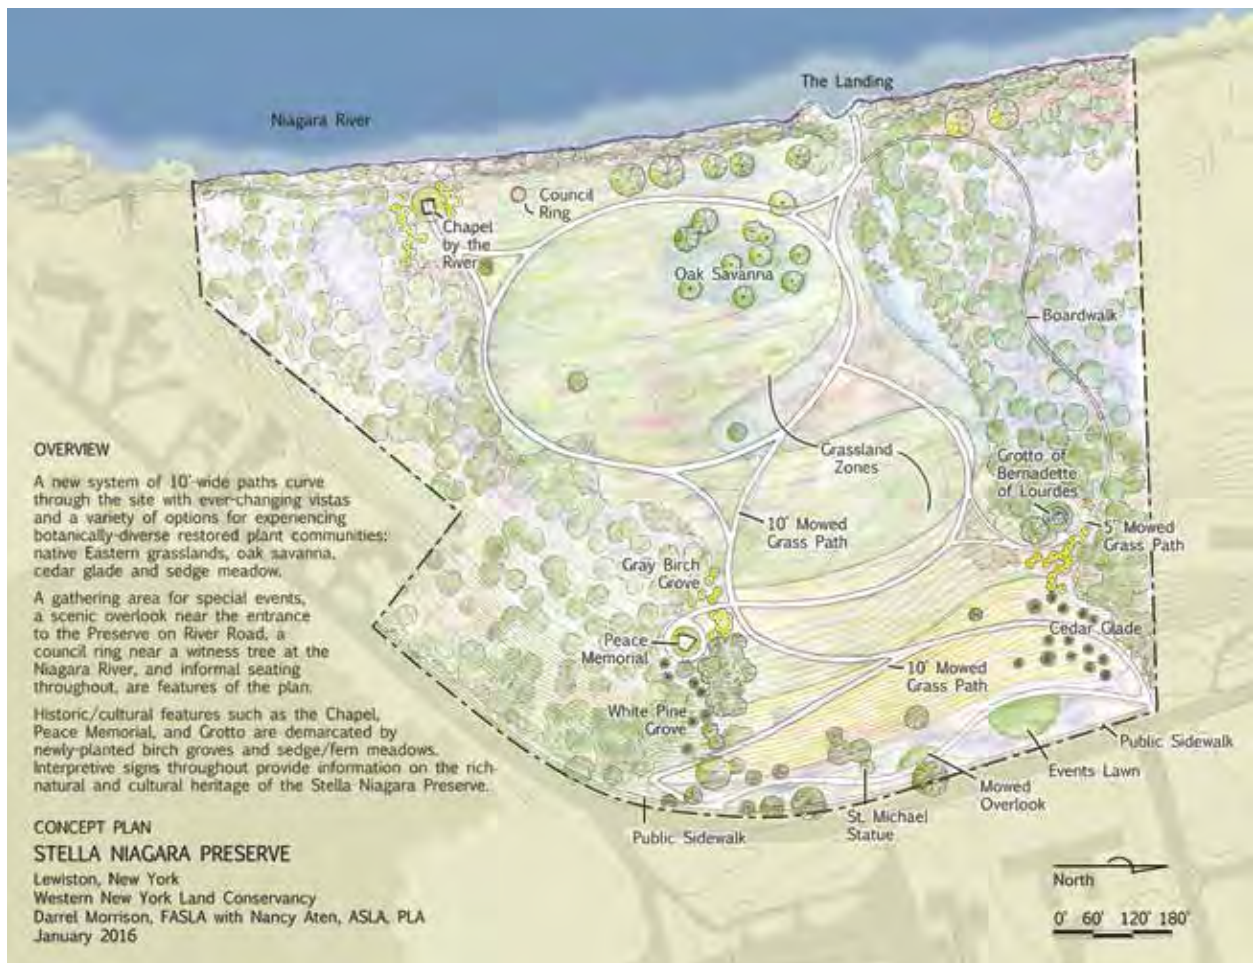 The Landing
Niagara River
Council
Ring
Chapel
by the
River
Oak Savanna
Boardwalk
Grassland
Zones
Grotto of
Bernadette
of Lourdes
10' Mowed
Grass Path
5' Mowed
Grass Path
Gray Birch
Grove
Peace
Memorial
Cedar Glade
10' Mowed
Grass Path
White Pine
Grove
Public Sidewalk
Events Lawn
Mowed
Overlook
St. Michael
Statue
Public Sidewalk
OVERVIEW
A new system of 10'-wide paths curve
through the site with ever-changing vistas
and a variety of options for experiencing
botanically-diverse restored plant communities:
native Eastern grasslands, oak savanna,
cedar glade and sedge meadow.
A gathering area for special events,
a scenic overlook near the entrance
to the Preserve on River Road, a
council ring near a witness tree at the
Niagara River, and informal seating
throughout, are features of the plan.
Historic/cultural features such as the Chapel,
Peace Memorial, and Grotto are demarcated by
newly-planted birch groves and sedge/fern meadows.
Interpretive signs throughout provide information on the rich
natural and cultural heritage of the Stella Niagara Preserve.
CONCEPT PLAN
STELLA NIAGARA PRESERVE
Lewiston, New York
Western New York Land Conservancy
Darrel Morrison, FASLA with Nancy Aten, ASLA, PLA
January 2016
North
0' 60' 120' 180'